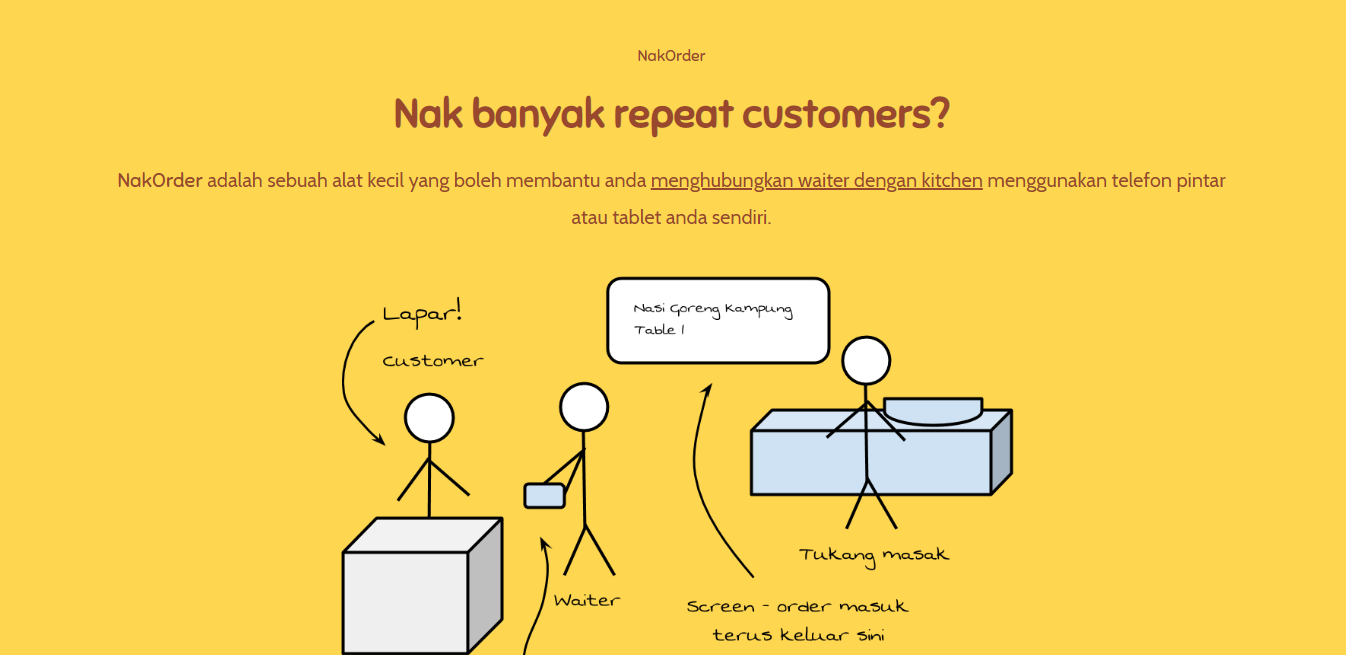 NakOrder
Nak banyak repeat customers?
NakOrder adalah sebuah alat kecil yang boleh membantu anda menghubungkan waiter dengan kitchen menggunakan telefon pintar
atau tablet anda sendiri.
Lapar!
Customer
Nasi Goreng Kampung
Table 1
Waiter
Tukang masak
Screen - order masuk
terus keluar sini